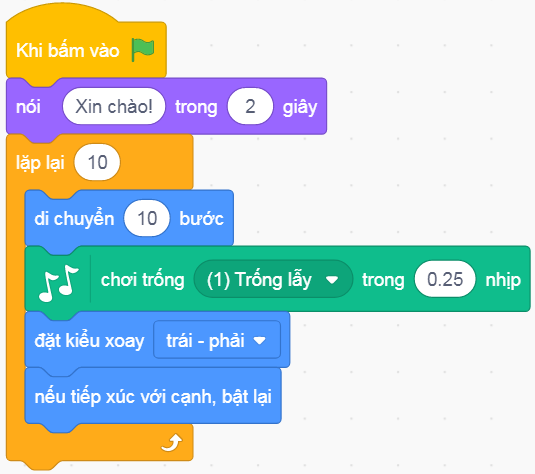 Khi bấm vào
nói Xin chào! trong 2 giây
lặp lại 10
di chuyển 10 bước
chơi trống (1) Trống lẫy trong 0.25 nhịp
đặt kiểu xoay trái - phải
nếu tiếp xúc với cạnh, bật lại